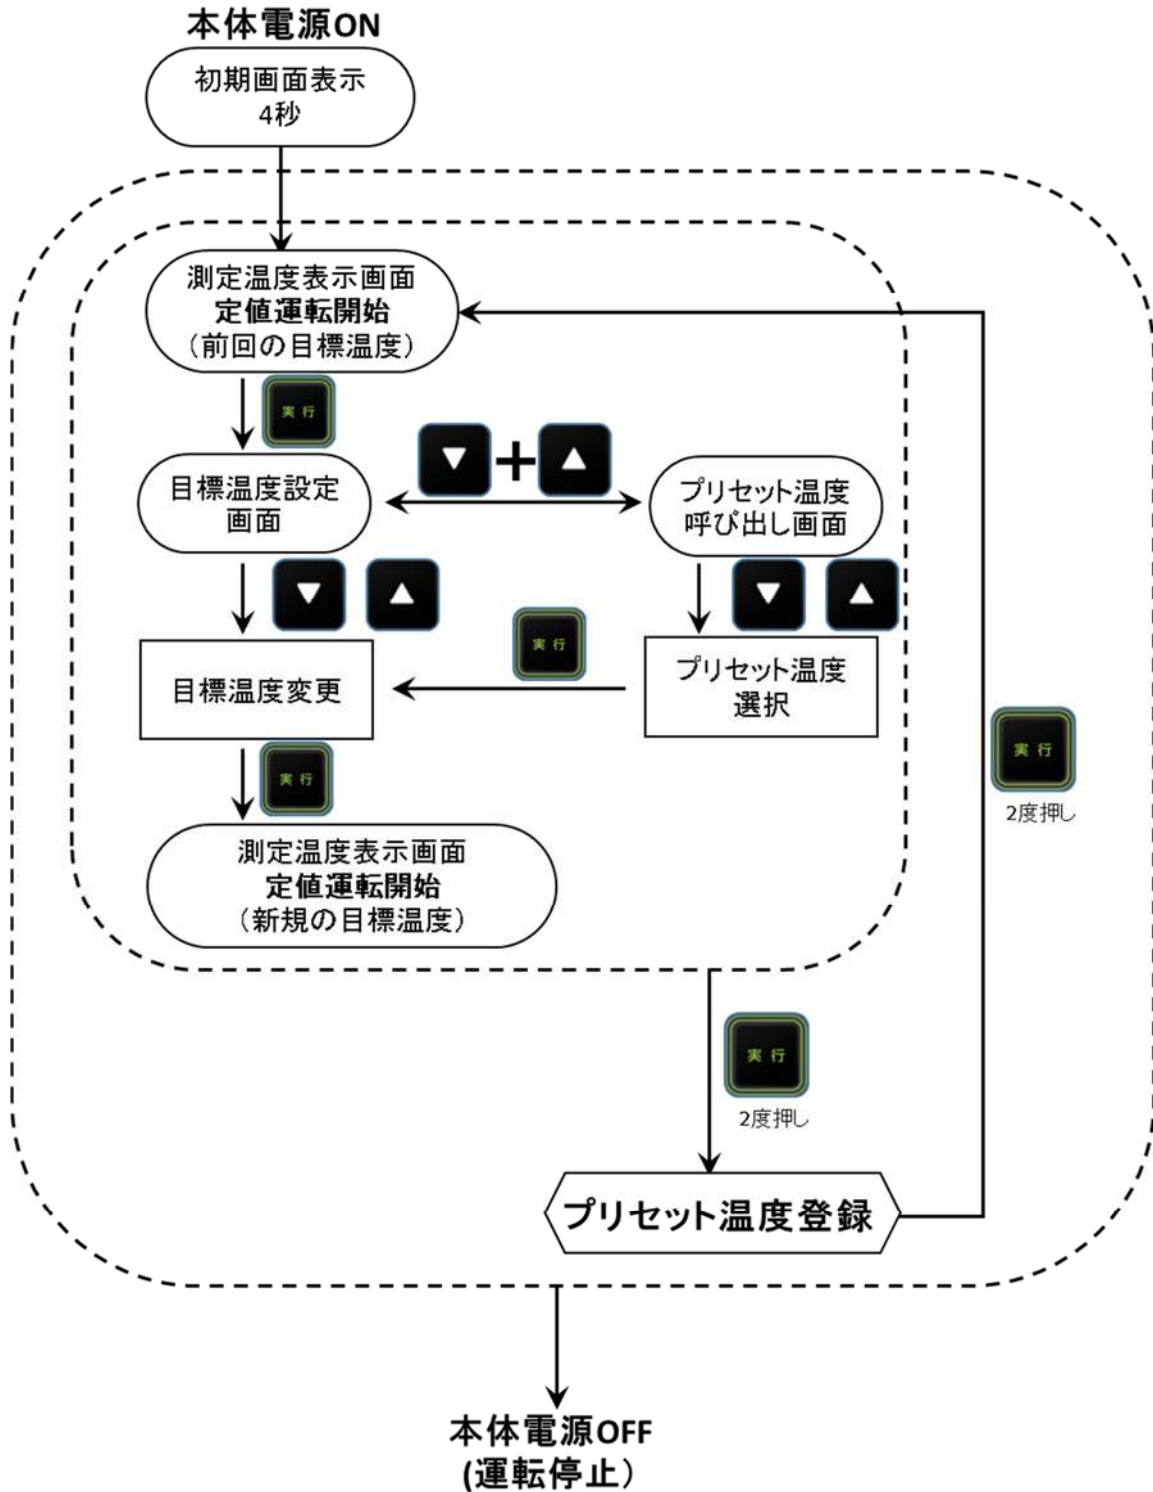 本体電源ON
初期画面表示
4秒
測定温度表示画面
定値運転開始
（前回の目標温度）
実行
▼+▲
目標温度設定
画面
プリセット温度
呼び出し画面
▼ ▲
▼ ▲
実行
目標温度変更
プリセット温度
選択
実行
2度押し
実行
測定温度表示画面
定値運転開始
（新規の目標温度）
実行
2度押し
プリセット温度登録
本体電源OFF
(運転停止）